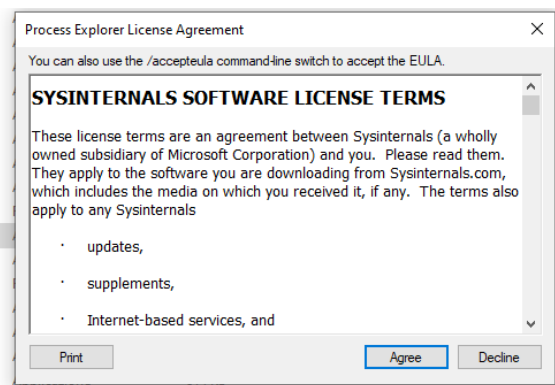 Process Explorer License Agreement
You can also use the /accepteula command-line switch to accept the EULA.
SYSINTERNALS SOFTWARE LICENSE TERMS
These license terms are an agreement between Sysinternals (a wholly
owned subsidiary of Microsoft Corporation) and you.  Please read them.
They apply to the software you are downloading from Sysinternals.com,
which includes the media on which you received it, if any.  The terms also
apply to any Sysinternals
· updates,
· supplements,
· Internet-based services, and
Print
Agree
Decline